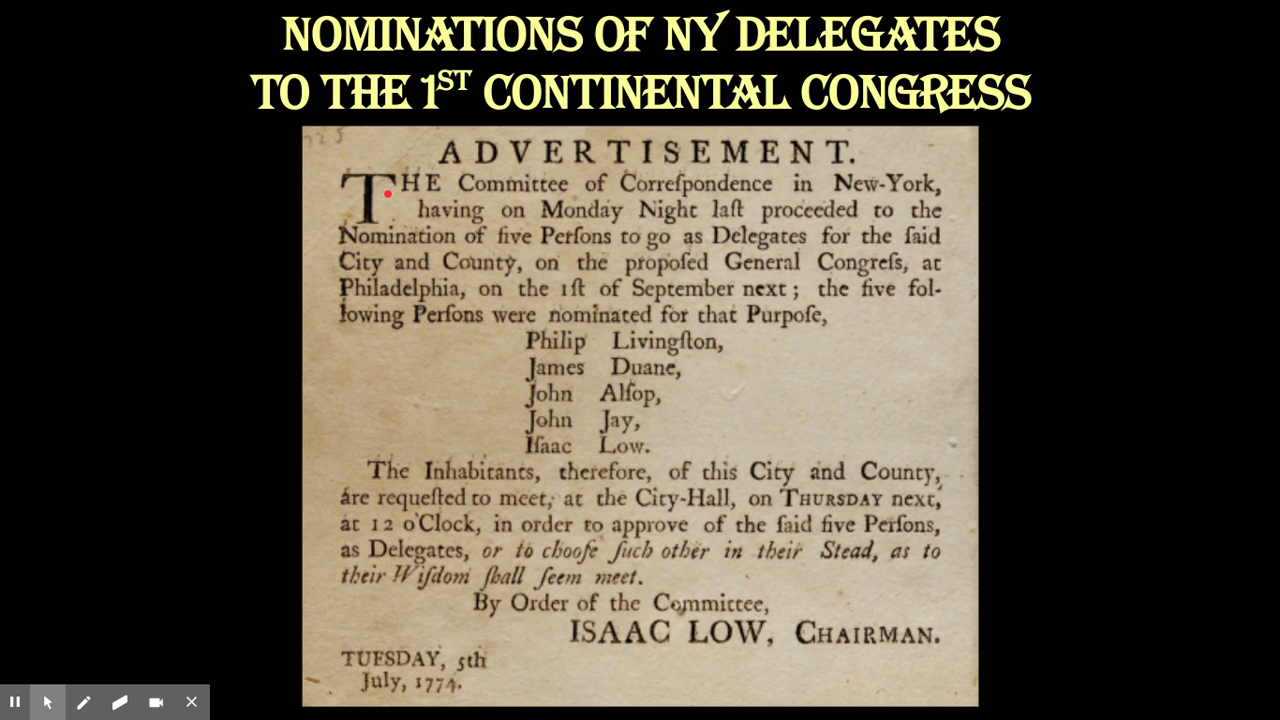 NOMINATIONS OF NY DELEGATES
TO THE 1ST CONTINENTAL CONGRESS
ADVERTISEMENT.
THE Committee of Correſpondence in New-York,
having on Monday Night laſt proceeded to the
Nomination of five Perſons to go as Delegates for the ſaid
City and County, on the propoſed General Congreſs, at
Philadelphia, on the 1ſt of September next; the five fol-
lowing Perſons were nominated for that Purpoſe,
Philip Livingſton,
James Duane,
John Alſop,
John Jay,
Iſaac Low.
The Inhabitants, therefore, of this City and County,
are requeſted to meet, at the City-Hall, on THURSDAY next,
at 12 o'Clock, in order to approve of the ſaid five Perſons,
as Delegates, or to chooſe ſuch other in their Stead, as to
their Wiſdom ſhall ſeem meet.
By Order of the Committee,
ISAAC LOW, CHAIRMAN.
TUESDAY, 5th
July, 1774.